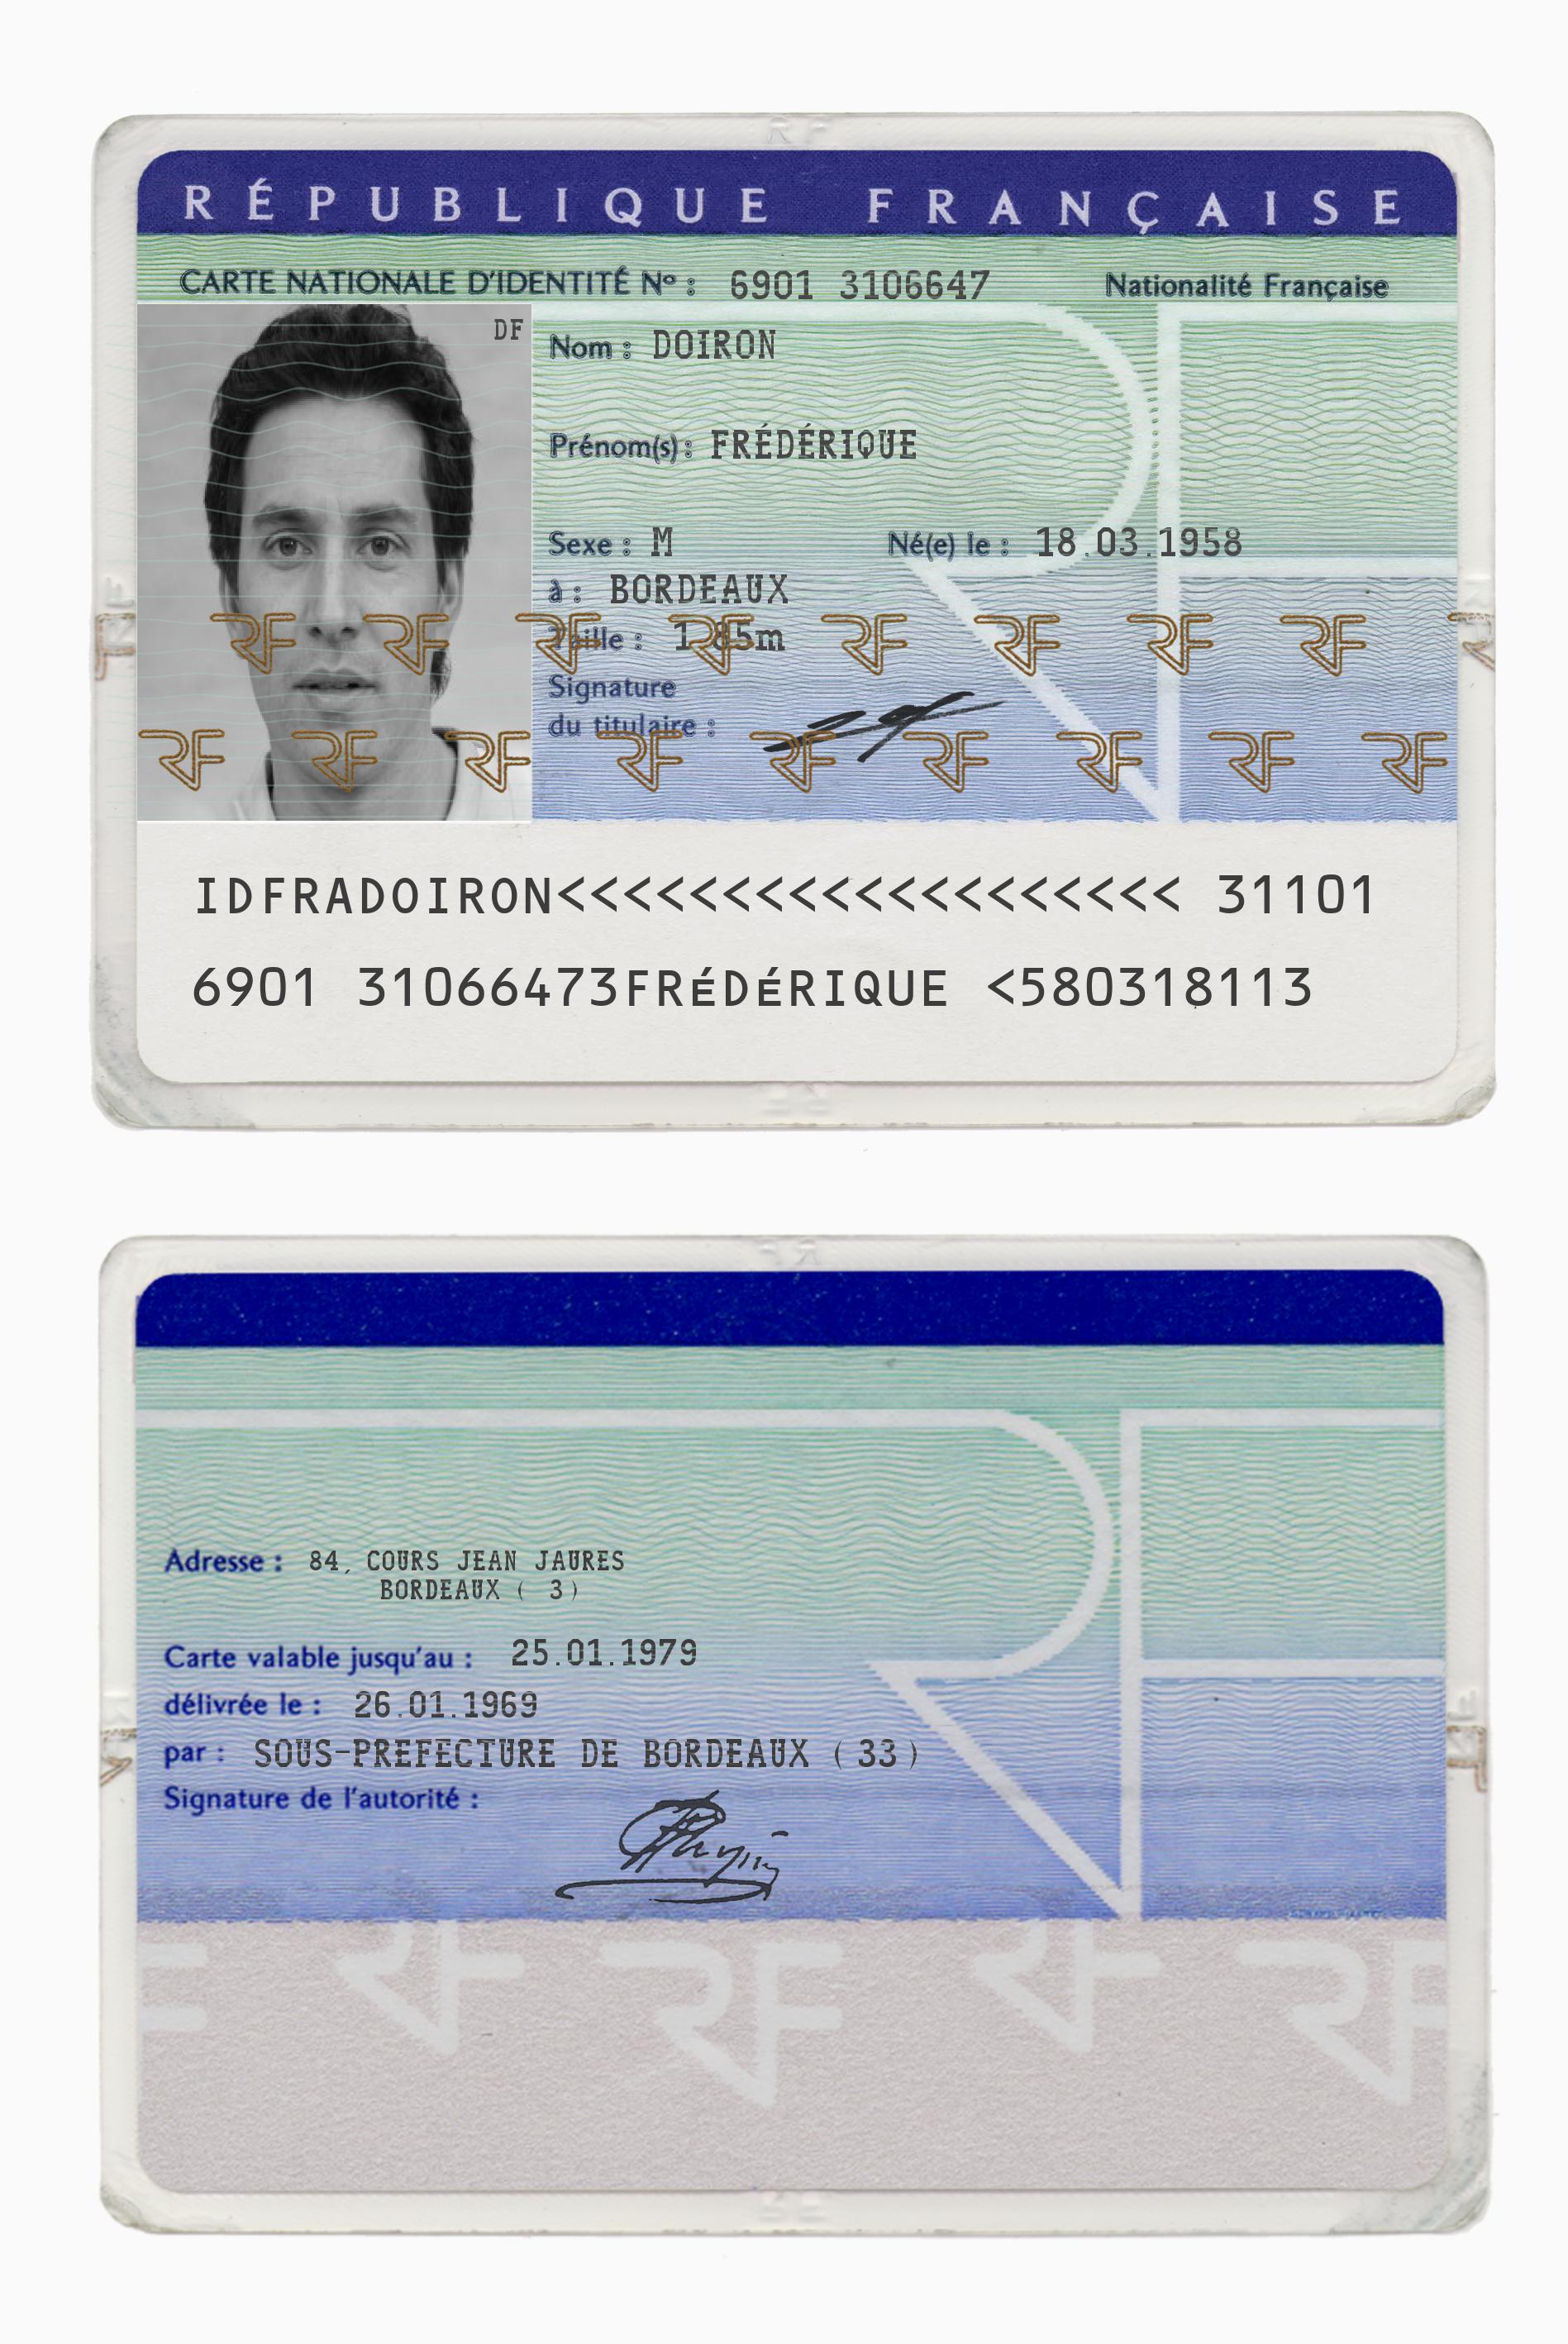 RÉPUBLIQUE FRANÇAISE
CARTE NATIONALE D'IDENTITÉ Nº : 6901 3106647 Nationalité Française
DF
Nom : DOIRON
Prénom(s) : FRÉDÉRIQUE
Sexe : M Né(e) le : 18.03.1958
à : BORDEAUX
Taille : 1,85m
Signature
du titulaire :
IDFRADOIRON<<<<<<<<<<<<<<<<<<< 31101
6901 31066473FRÉDÉRIQUE <580318113
Adresse : 84, COURS JEAN JAURES
BORDEAUX ( 3)
Carte valable jusqu'au : 25.01.1979
délivrée le : 26.01.1969
par : SOUS-PREFECTURE DE BORDEAUX (33)
Signature de l'autorité :